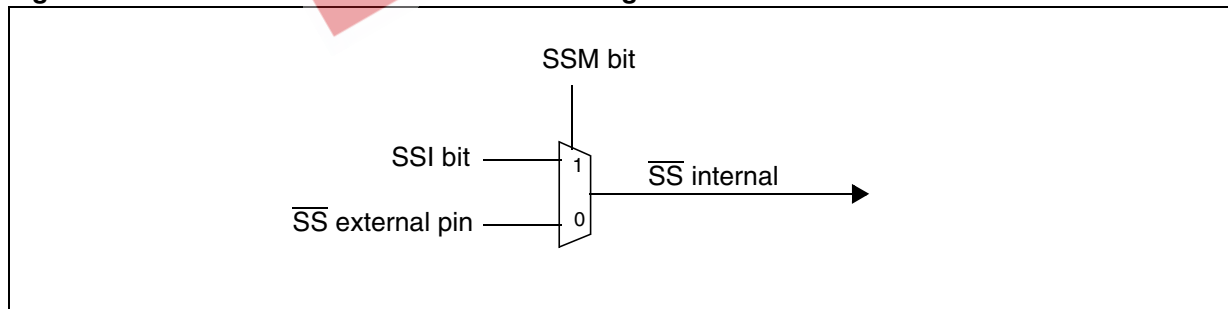 SSM bit
SSI bit
1
SS internal
SS external pin
0